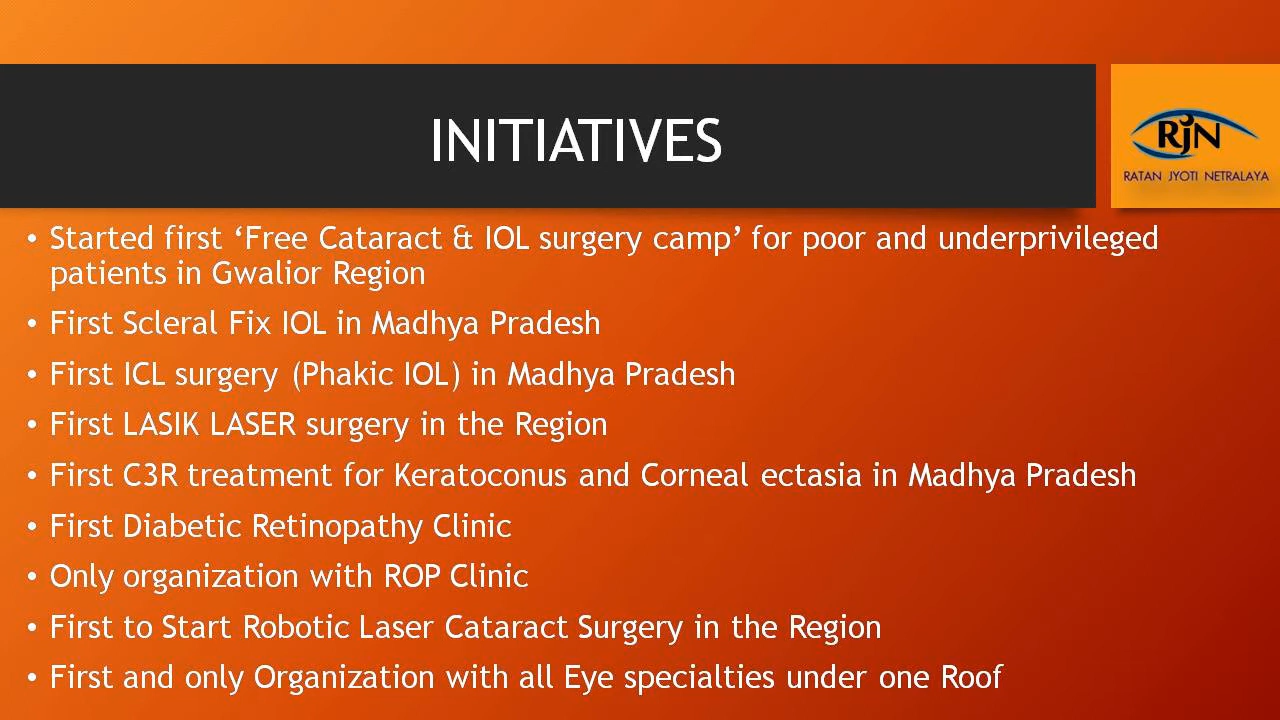 INITIATIVES
RJN
RATAN JYOTI NETRALAYA
• Started first ‘Free Cataract & IOL surgery camp’ for poor and underprivileged
patients in Gwalior Region
• First Scleral Fix IOL in Madhya Pradesh
• First ICL surgery (Phakic IOL) in Madhya Pradesh
• First LASIK LASER surgery in the Region
• First C3R treatment for Keratoconus and Corneal ectasia in Madhya Pradesh
• First Diabetic Retinopathy Clinic
• Only organization with ROP Clinic
• First to Start Robotic Laser Cataract Surgery in the Region
• First and only Organization with all Eye specialties under one Roof